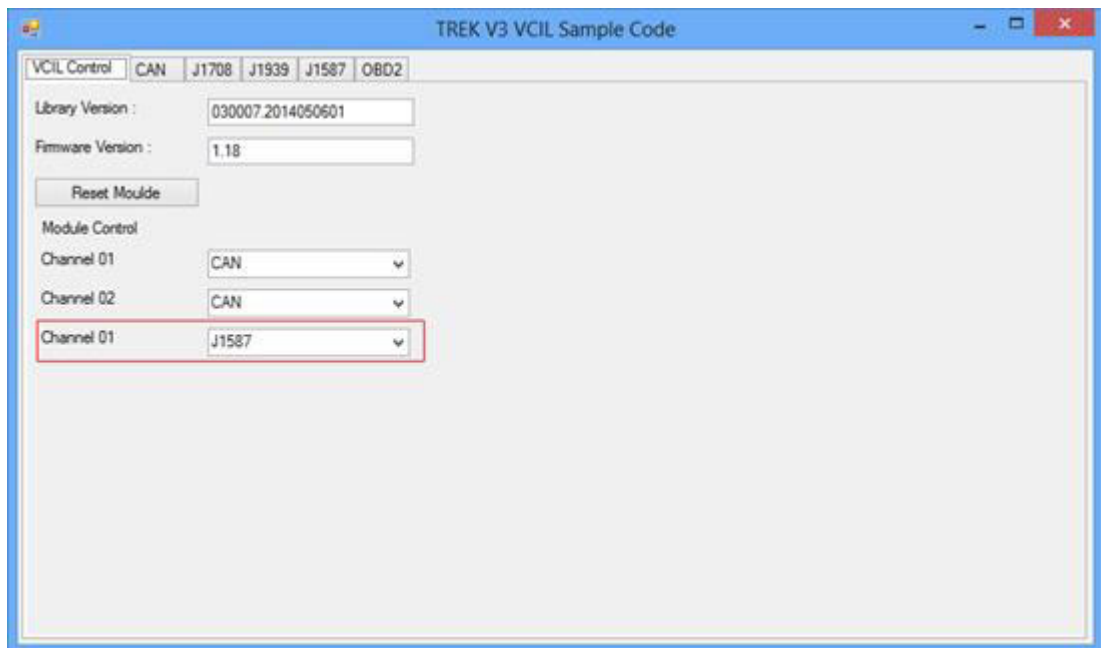 TREK V3 VCIL Sample Code
VCIL Control CAN J1708 J1939 J1587 OBD2
Library Version : 030007.2014050601
Firmware Version : 1.18
Reset Moulde
Module Control
Channel 01 CAN
Channel 02 CAN
Channel 01 J1587